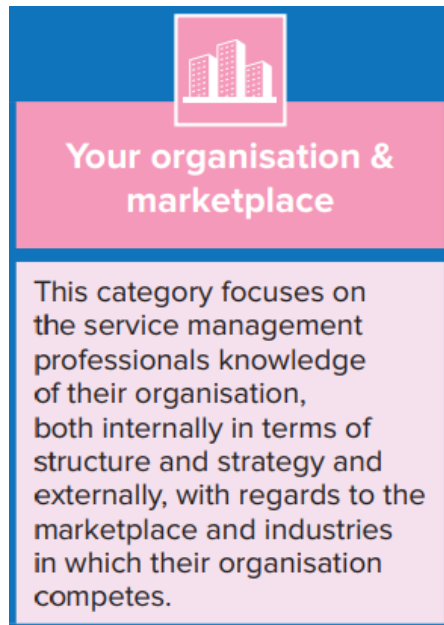 Your organisation &
marketplace
This category focuses on
the service management
professionals knowledge
of their organisation,
both internally in terms of
structure and strategy and
externally, with regards to the
marketplace and industries
in which their organisation
competes.